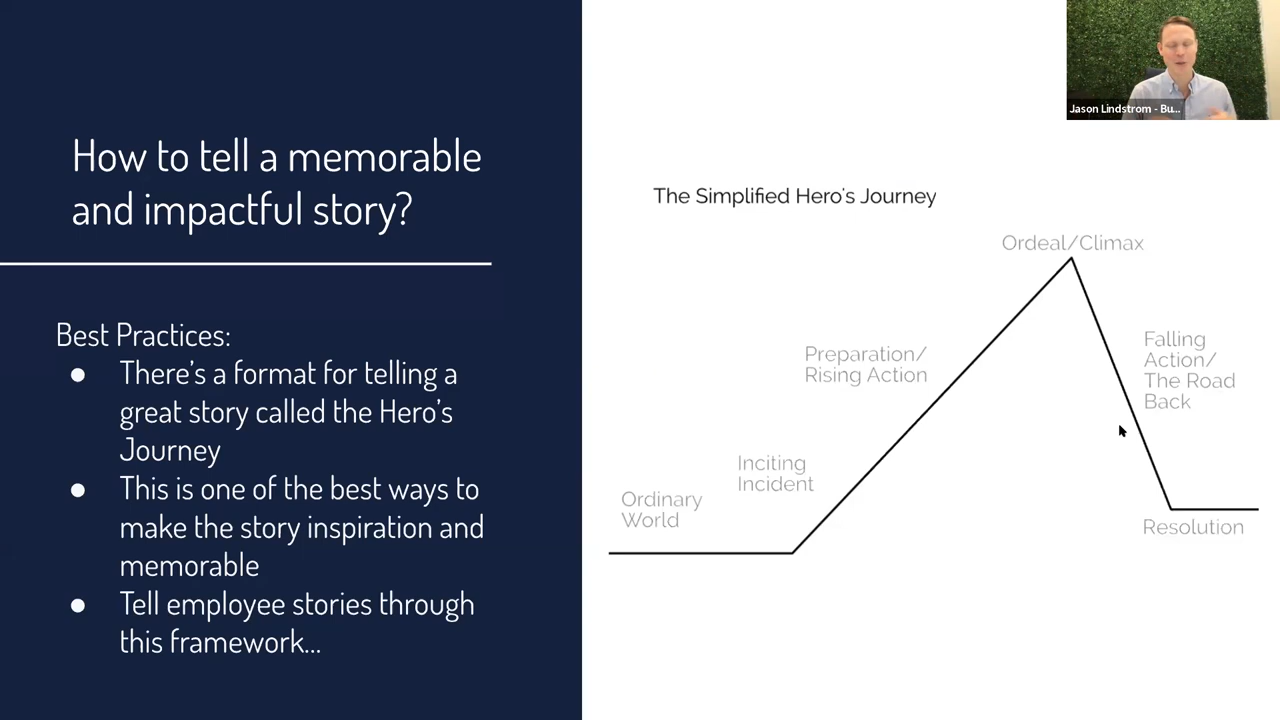 How to tell a memorable
and impactful story?
Best Practices:
● There's a format for telling a
great story called the Hero's
Journey
● This is one of the best ways to
make the story inspiration and
memorable
● Tell employee stories through
this framework...
The Simplified Hero's Journey
Ordinary
World
Inciting
Incident
Preparation/
Rising Action
Ordeal/Climax
Falling
Action/
The Road
Back
Resolution
Jason Lindstrom - Bu...